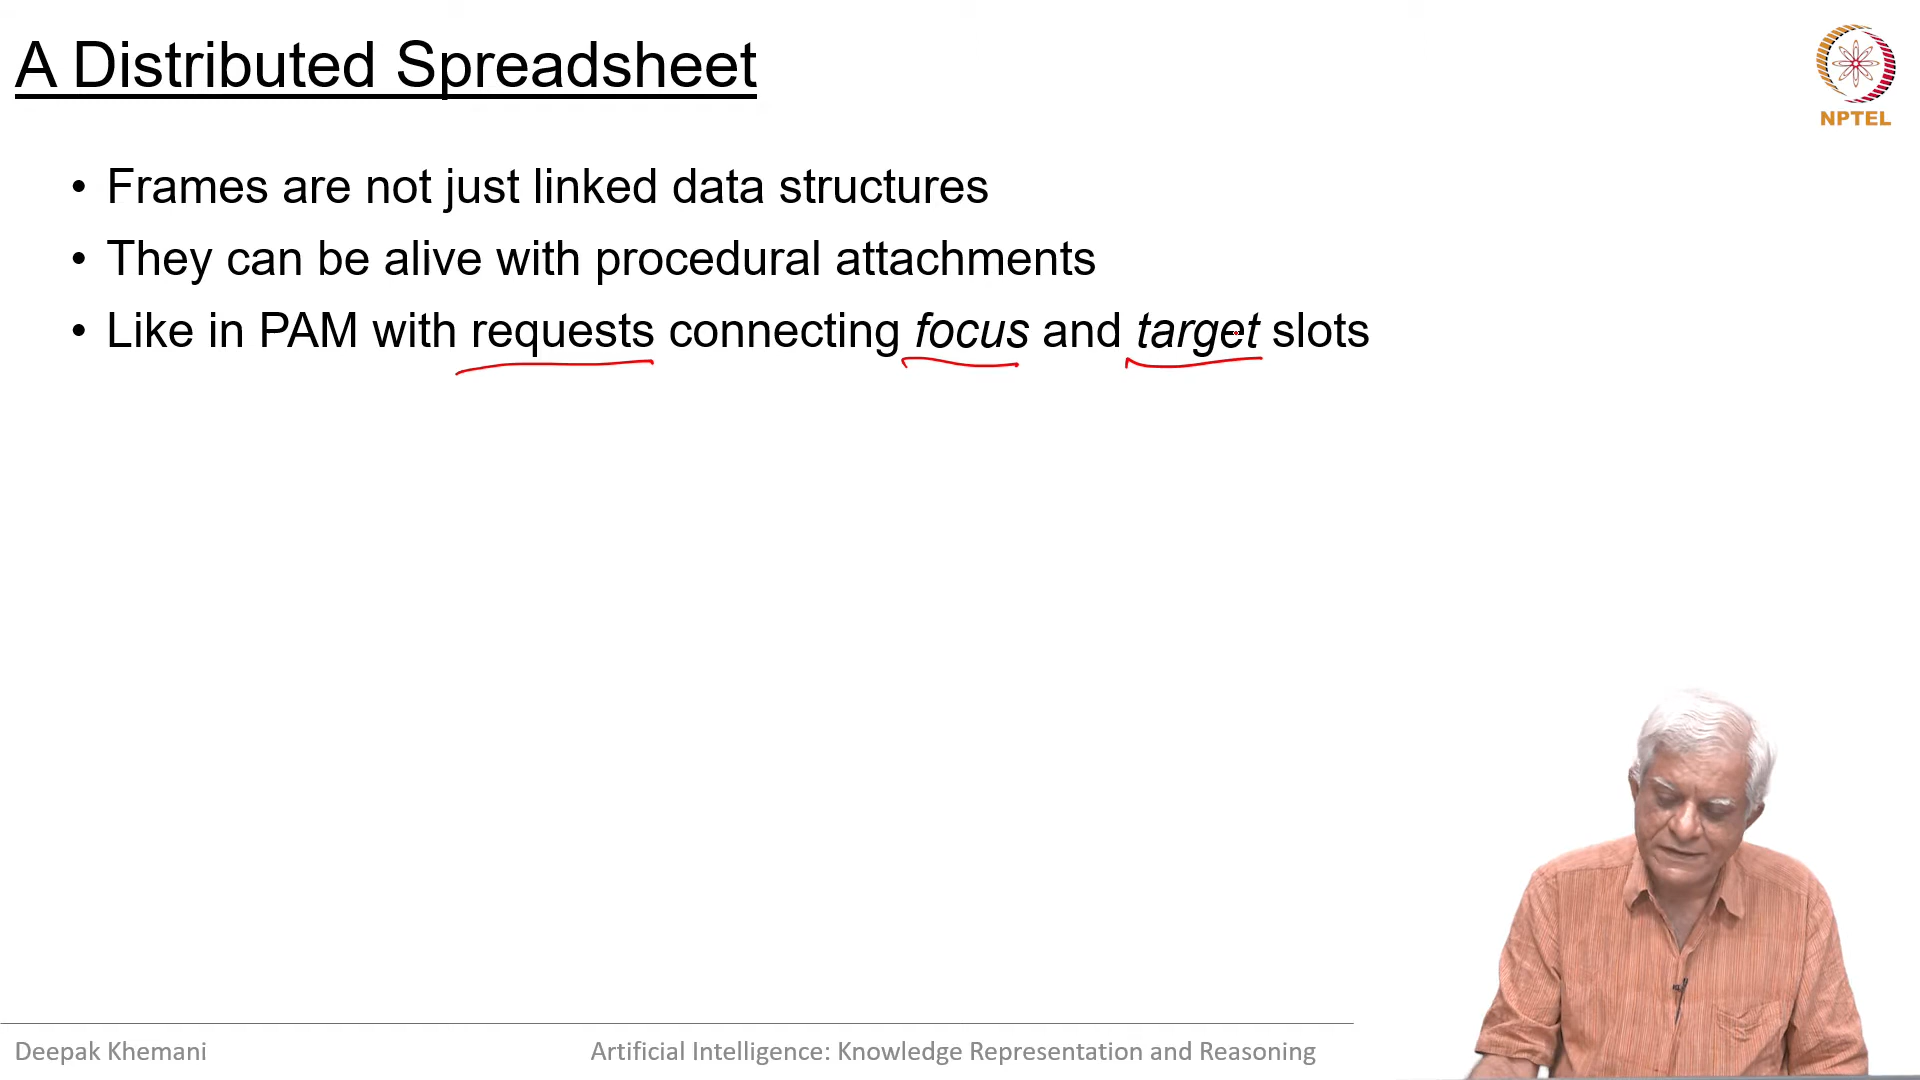 A Distributed Spreadsheet
NPTEL
• Frames are not just linked data structures
• They can be alive with procedural attachments
• Like in PAM with requests connecting focus and target slots
Deepak Khemani
Artificial Intelligence: Knowledge Representation and Reasoning